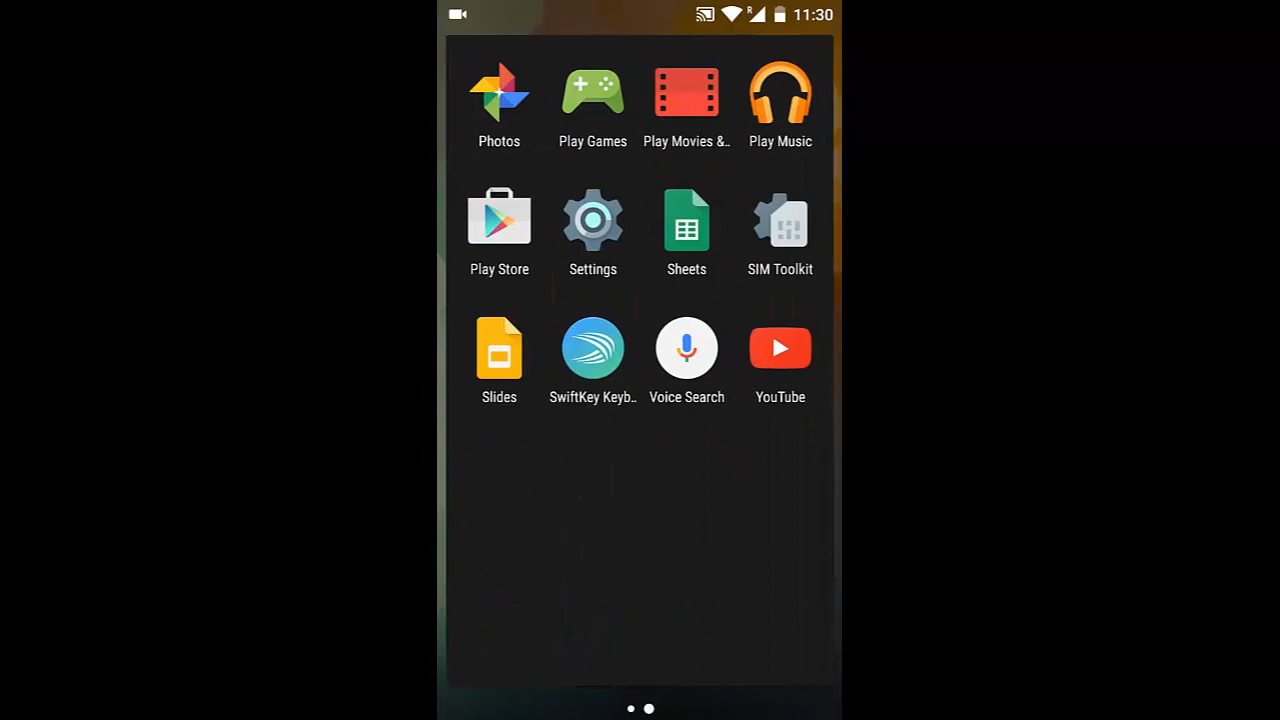 R 11:30
Photos Play Games Play Movies &.. Play Music
Play Store Settings Sheets SIM Toolkit
Slides SwiftKey Keyb.. Voice Search YouTube